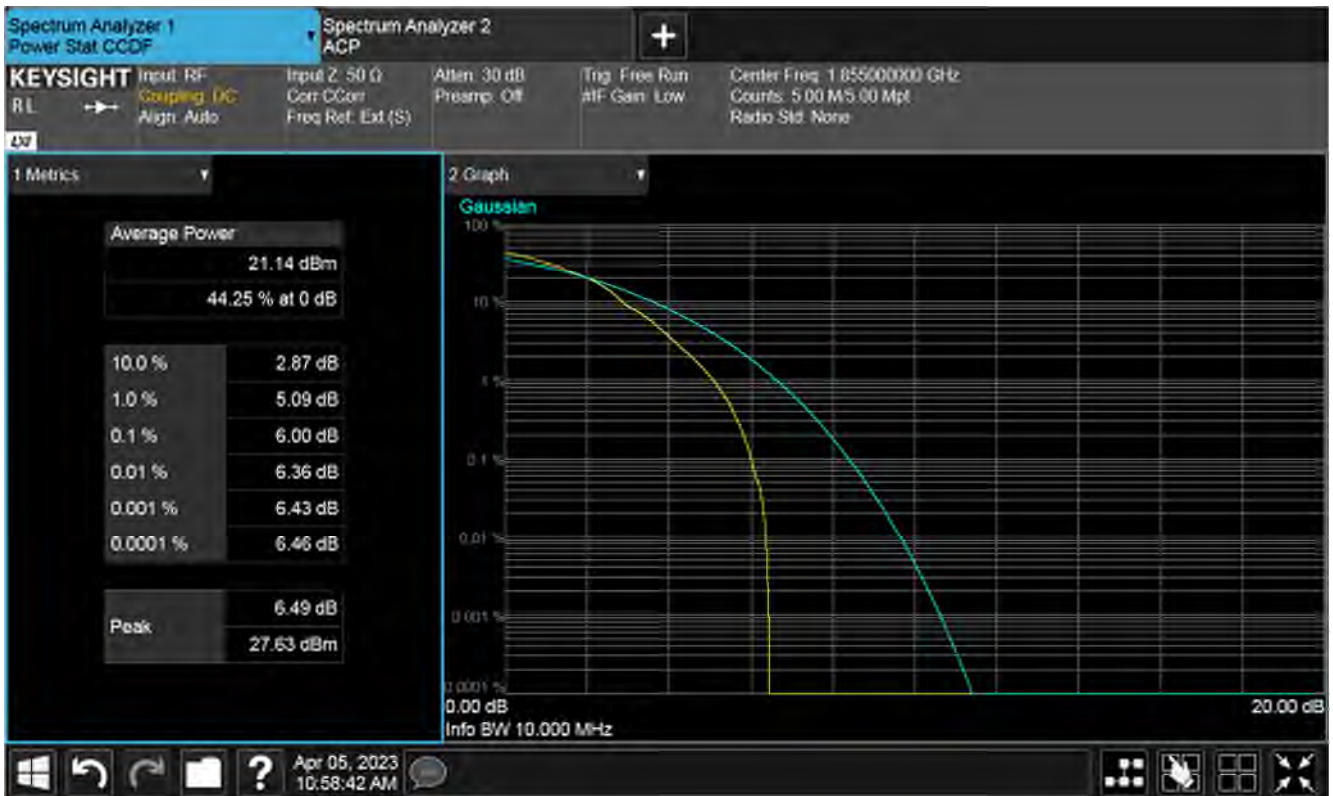 Spectrum Analyzer 1
Power Stat CCDF
Spectrum Analyzer 2
ACP
KEYSIGHT
RL
LXI
Input: RF
Coupling: DC
Align: Auto
Input Z: 50 Ω
Corr CCorr
Freq Ref: Ext (S)
Atten: 30 dB
Preamp: Off
Trig: Free Run
#IF Gain: Low
Center Freq: 1.855000000 GHz
Counts: 5.00 M/5.00 Mpt
Radio Std: None
1 Metrics
Average Power
21.14 dBm
44.25 % at 0 dB
10.0 % 2.87 dB
1.0 % 5.09 dB
0.1 % 6.00 dB
0.01 % 6.36 dB
0.001 % 6.43 dB
0.0001 % 6.46 dB
Peak
6.49 dB
27.63 dBm
2 Graph
Gaussian
100 %
10 %
1 %
0.1 %
0.01 %
0.001 %
0.0001 %
0.00 dB
20.00 dB
Info BW 10.000 MHz
?
Apr 05, 2023
10:58:42 AM